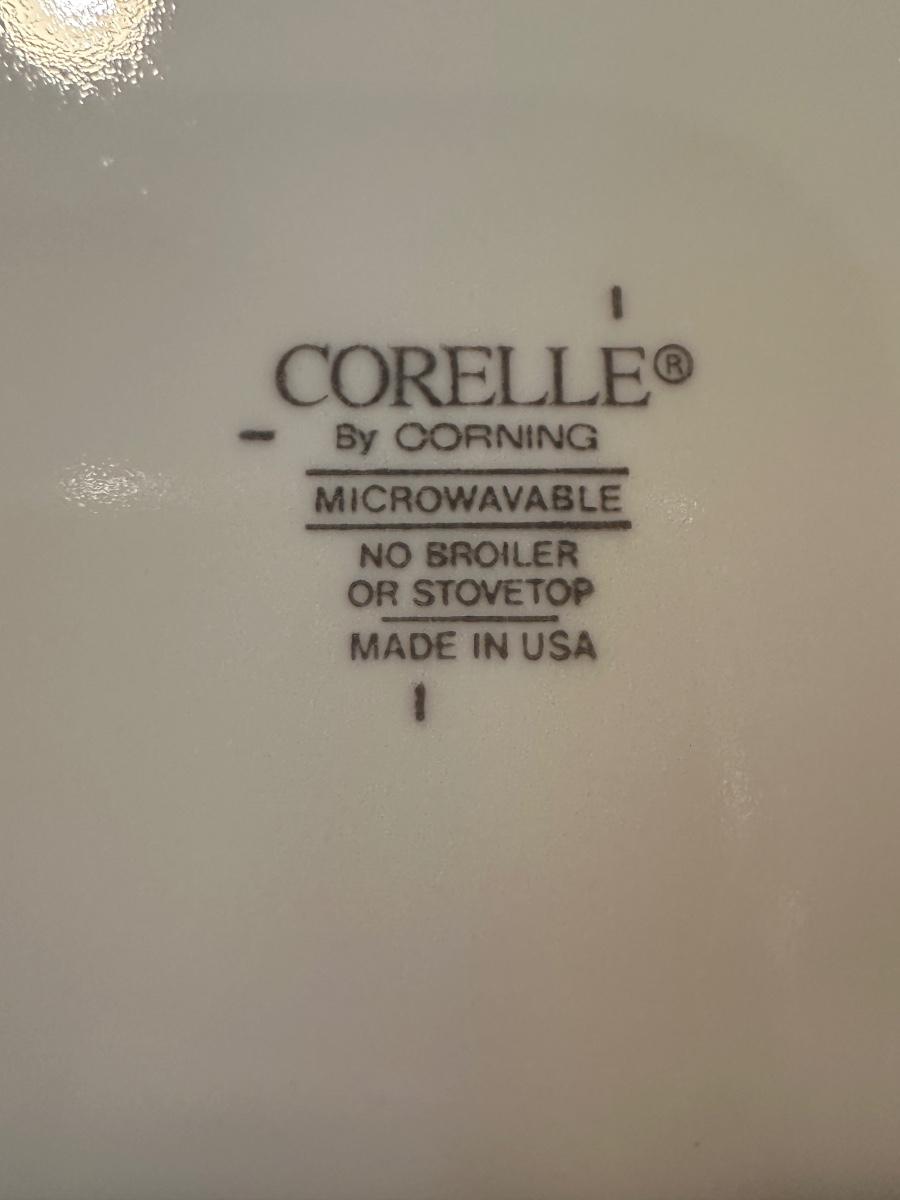 CORELLE®
By CORNING
MICROWAVABLE
NO BROILER
OR STOVETOP
MADE IN USA